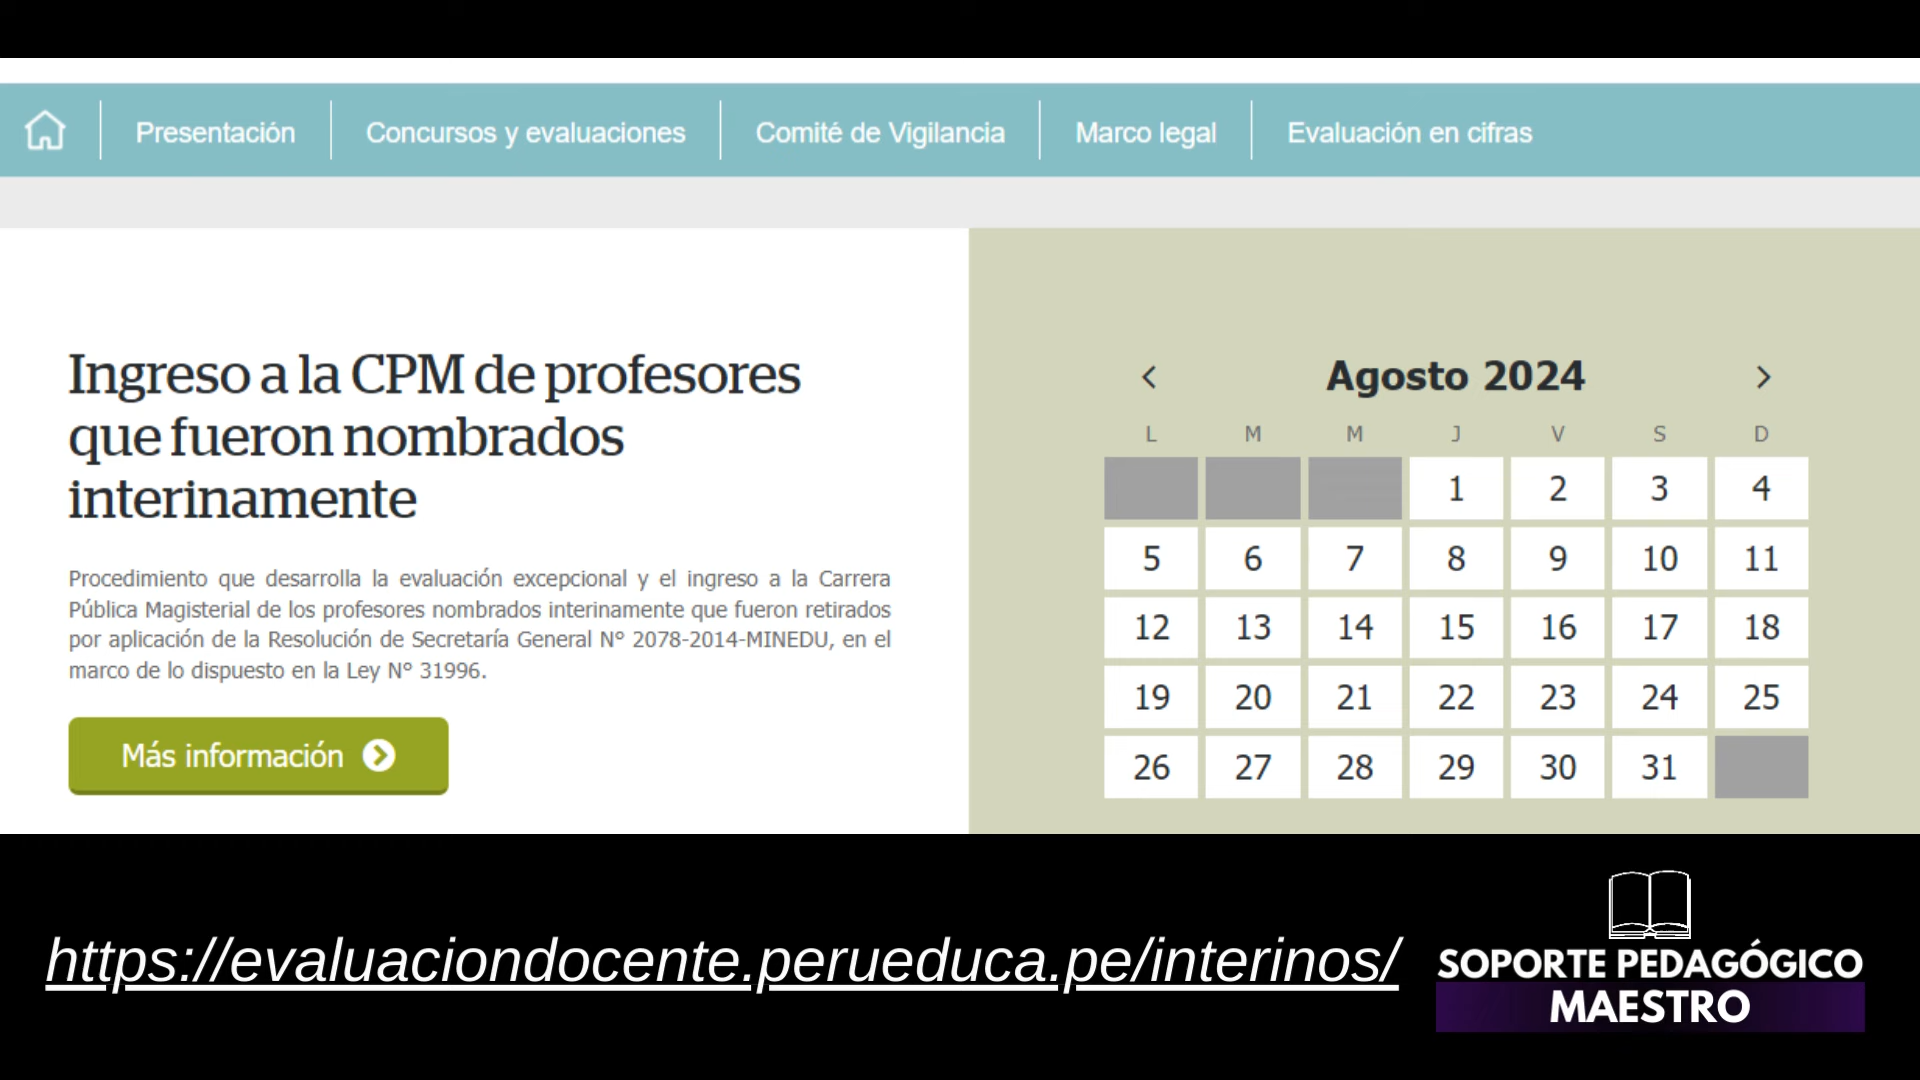 Presentación
Concursos y evaluaciones
Comité de Vigilancia
Marco legal
Evaluación en cifras
Ingreso a la CPM de profesores
que fueron nombrados
interinamente
Procedimiento que desarrolla la evaluación excepcional y el ingreso a la Carrera
Pública Magisterial de los profesores nombrados interinamente que fueron retirados
por aplicación de la Resolución de Secretaría General N° 2078-2014-MINEDU, en el
marco de lo dispuesto en la Ley N° 31996.
Más información
Agosto 2024
L M M J V S D
1 2 3 4
5 6 7 8 9 10 11
12 13 14 15 16 17 18
19 20 21 22 23 24 25
26 27 28 29 30 31
https://evaluaciondocente.perueduca.pe/interinos/
SOPORTE PEDAGÓGICO
MAESTRO